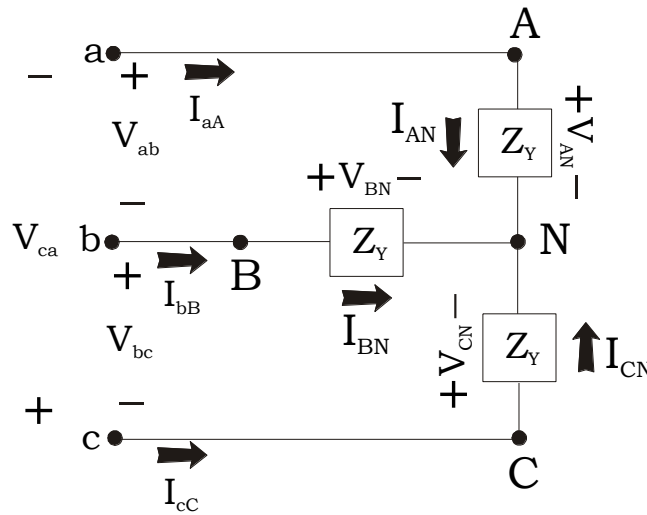 A
a
− +
I_aA
V_ab
I_AN
Z_Y
+ V_AN −
+ V_BN −
−
V_ca
b
B
Z_Y
N
+
I_bB
V_bc
I_BN
+ V_CN −
Z_Y
I_CN
+ −
c
C
I_cC